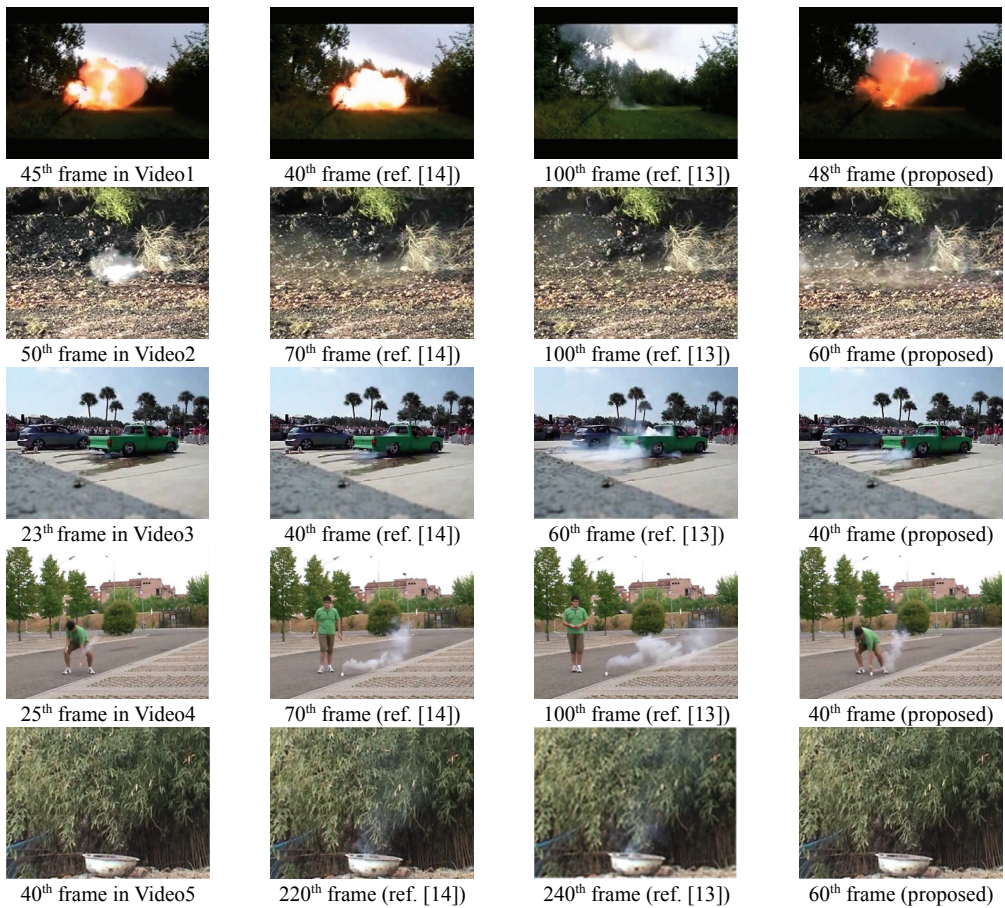 45th frame in Video1
40th frame (ref. [14])
100th frame (ref. [13])
48th frame (proposed)
50th frame in Video2
70th frame (ref. [14])
100th frame (ref. [13])
60th frame (proposed)
23th frame in Video3
40th frame (ref. [14])
60th frame (ref. [13])
40th frame (proposed)
25th frame in Video4
70th frame (ref. [14])
100th frame (ref. [13])
40th frame (proposed)
40th frame in Video5
220th frame (ref. [14])
240th frame (ref. [13])
60th frame (proposed)